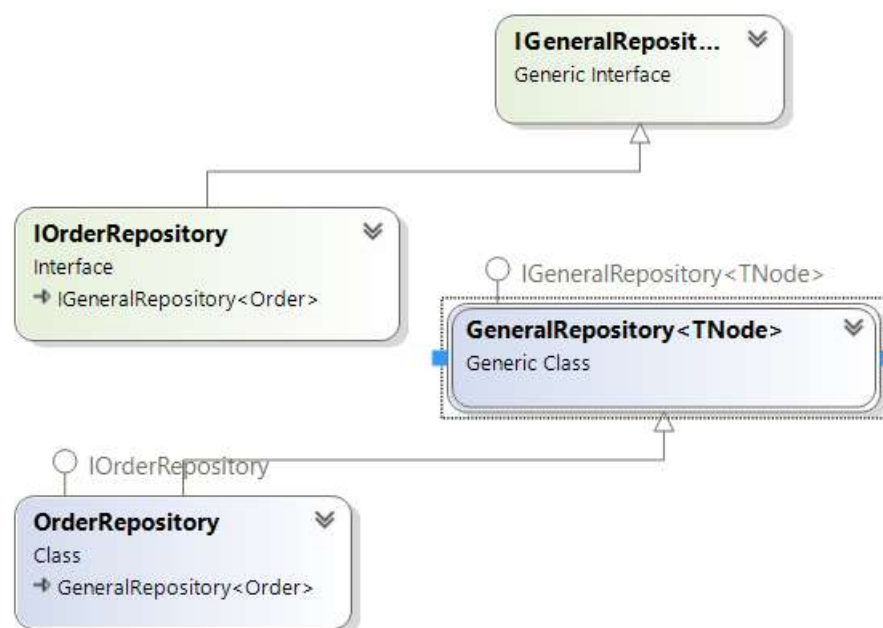 IGeneralReposit...
Generic Interface
IOrderRepository
Interface
IGeneralRepository<Order>
IGeneralRepository<TNode>
GeneralRepository<TNode>
Generic Class
IOrderRepository
OrderRepository
Class
GeneralRepository<Order>